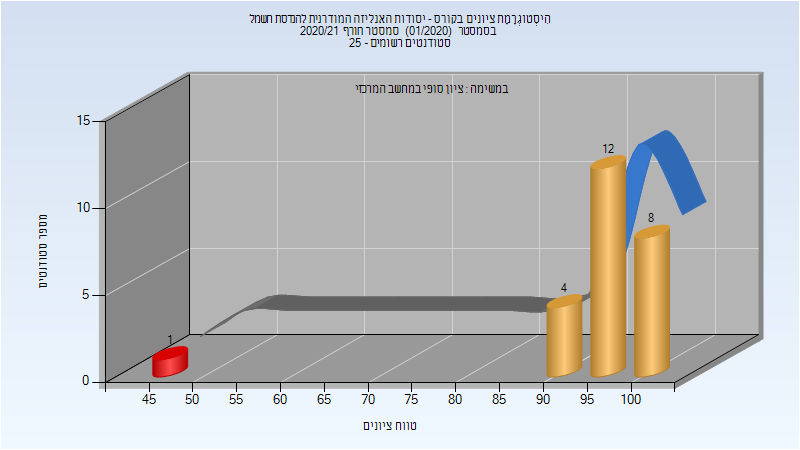 הִיסְטוֹגְרָמַת ציונים בקורס - יסודות האנליזה המודרנית להנדסת חשמל
בסמסטר (01/2020) סמסטר חורף 2020/21
סטודנטים רשומים - 25
במשימה : ציון סופי במחשב המרכזי
מספר סטודנטים
15
10
5
0
1
4
12
8
45 50 55 60 65 70 75 80 85 90 95 100
טווח ציונים